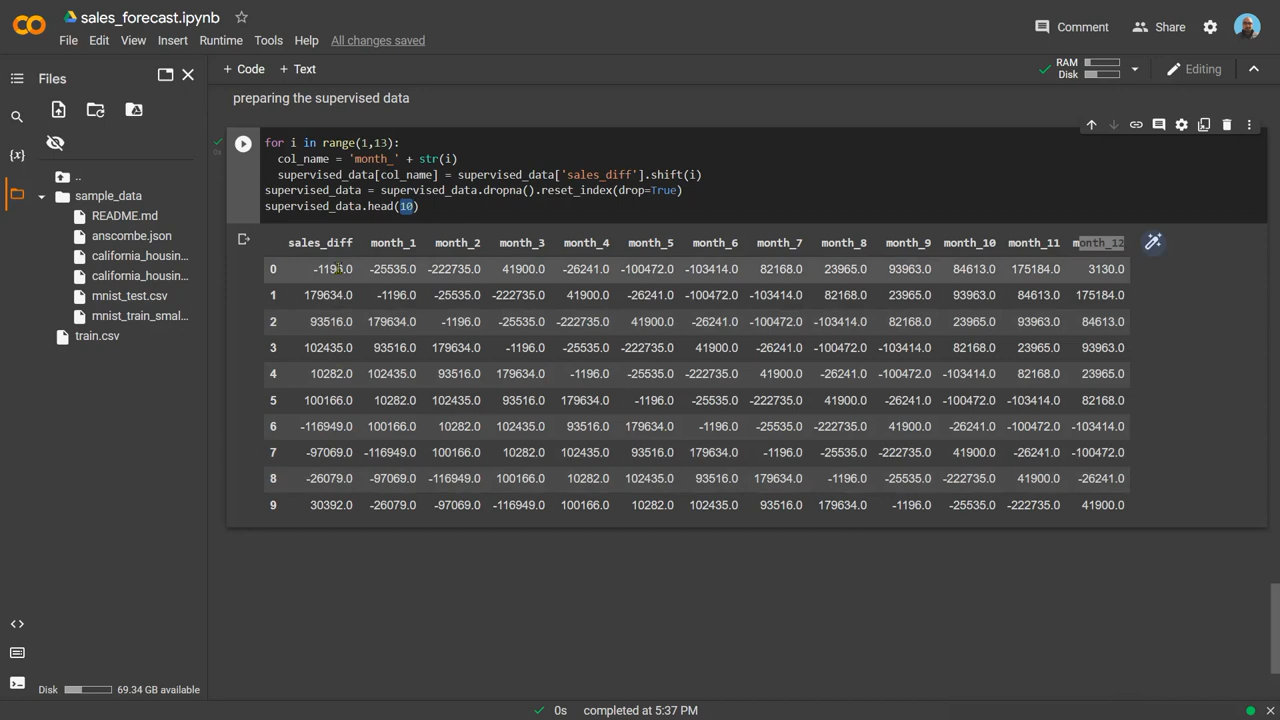 sales_forecast.ipynb
Comment Share
File Edit View Insert Runtime Tools Help All changes saved
Files
+ Code + Text
RAM
Disk
Editing
preparing the supervised data
..
sample_data
README.md
anscombe.json
california_housin...
california_housin...
mnist_test.csv
mnist_train_smal...
train.csv
{x}
for i in range(1,13):
col_name = 'month_' + str(i)
supervised_data[col_name] = supervised_data['sales_diff'].shift(i)
supervised_data = supervised_data.dropna().reset_index(drop=True)
supervised_data.head(10)
sales_diff month_1 month_2 month_3 month_4 month_5 month_6 month_7 month_8 month_9 month_10 month_11 month_12
0 -1196.0 -25535.0 -222735.0 41900.0 -26241.0 -100472.0 -103414.0 82168.0 23965.0 93963.0 84613.0 175184.0 3130.0
1 179634.0 -1196.0 -25535.0 -222735.0 41900.0 -26241.0 -100472.0 -103414.0 82168.0 23965.0 93963.0 84613.0 175184.0
2 93516.0 179634.0 -1196.0 -25535.0 -222735.0 41900.0 -26241.0 -100472.0 -103414.0 82168.0 23965.0 93963.0 84613.0
3 102435.0 93516.0 179634.0 -1196.0 -25535.0 -222735.0 41900.0 -26241.0 -100472.0 -103414.0 82168.0 23965.0 93963.0
4 10282.0 102435.0 93516.0 179634.0 -1196.0 -25535.0 -222735.0 41900.0 -26241.0 -100472.0 -103414.0 82168.0 23965.0
5 100166.0 10282.0 102435.0 93516.0 179634.0 -1196.0 -25535.0 -222735.0 41900.0 -26241.0 -100472.0 -103414.0 82168.0
6 -116949.0 100166.0 10282.0 102435.0 93516.0 179634.0 -1196.0 -25535.0 -222735.0 41900.0 -26241.0 -100472.0 -103414.0
7 -97069.0 -116949.0 100166.0 10282.0 102435.0 93516.0 179634.0 -1196.0 -25535.0 -222735.0 41900.0 -26241.0 -100472.0
8 -26079.0 -97069.0 -116949.0 100166.0 10282.0 102435.0 93516.0 179634.0 -1196.0 -25535.0 -222735.0 41900.0 -26241.0
9 30392.0 -26079.0 -97069.0 -116949.0 100166.0 10282.0 102435.0 93516.0 179634.0 -1196.0 -25535.0 -222735.0 41900.0
Disk 69.34 GB available
0s completed at 5:37 PM